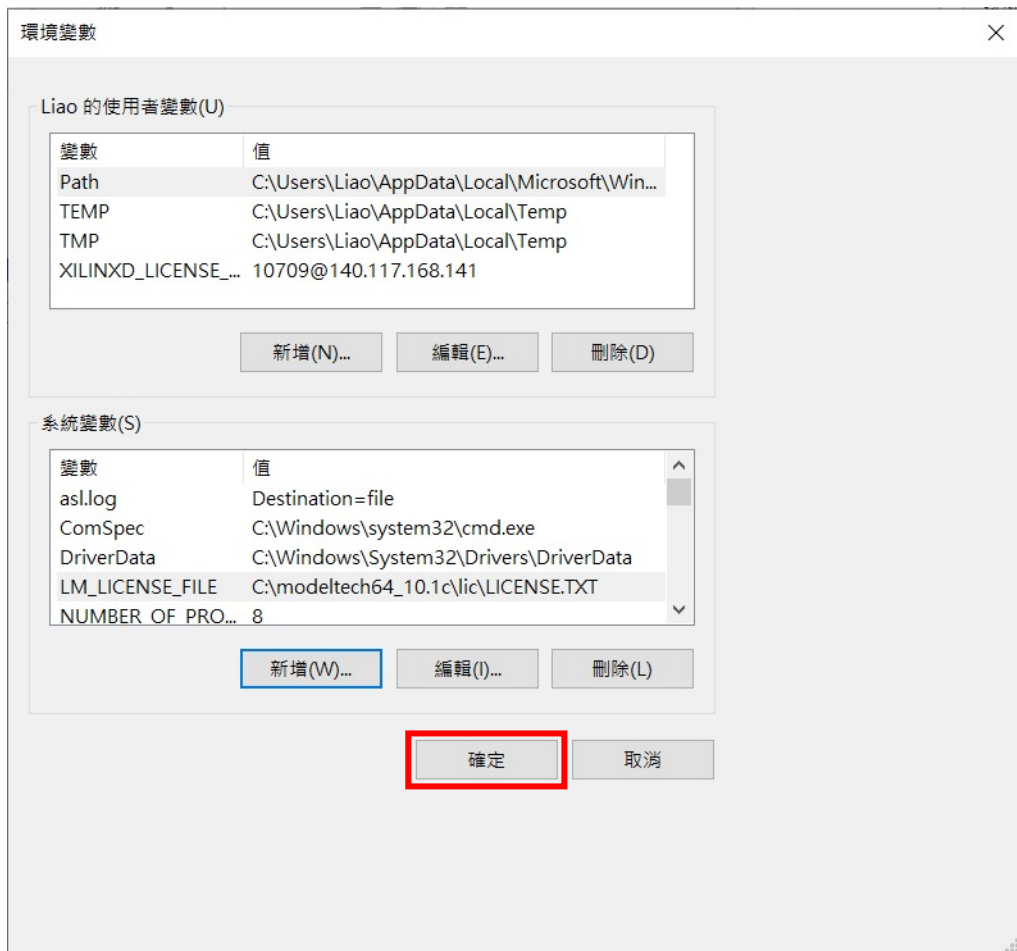 環境變數
Liao 的使用者變數(U)
變數 值
Path C:\Users\Liao\AppData\Local\Microsoft\Win...
TEMP C:\Users\Liao\AppData\Local\Temp
TMP C:\Users\Liao\AppData\Local\Temp
XILINXD_LICENSE_... 10709@140.117.168.141
新增(N)... 編輯(E)... 刪除(D)
系統變數(S)
變數 值
asl.log Destination=file
ComSpec C:\Windows\system32\cmd.exe
DriverData C:\Windows\System32\Drivers\DriverData
LM_LICENSE_FILE C:\modeltech64_10.1c\lic\LICENSE.TXT
NUMBER_OF_PRO... 8
新增(W)... 編輯(I)... 刪除(L)
確定 取消